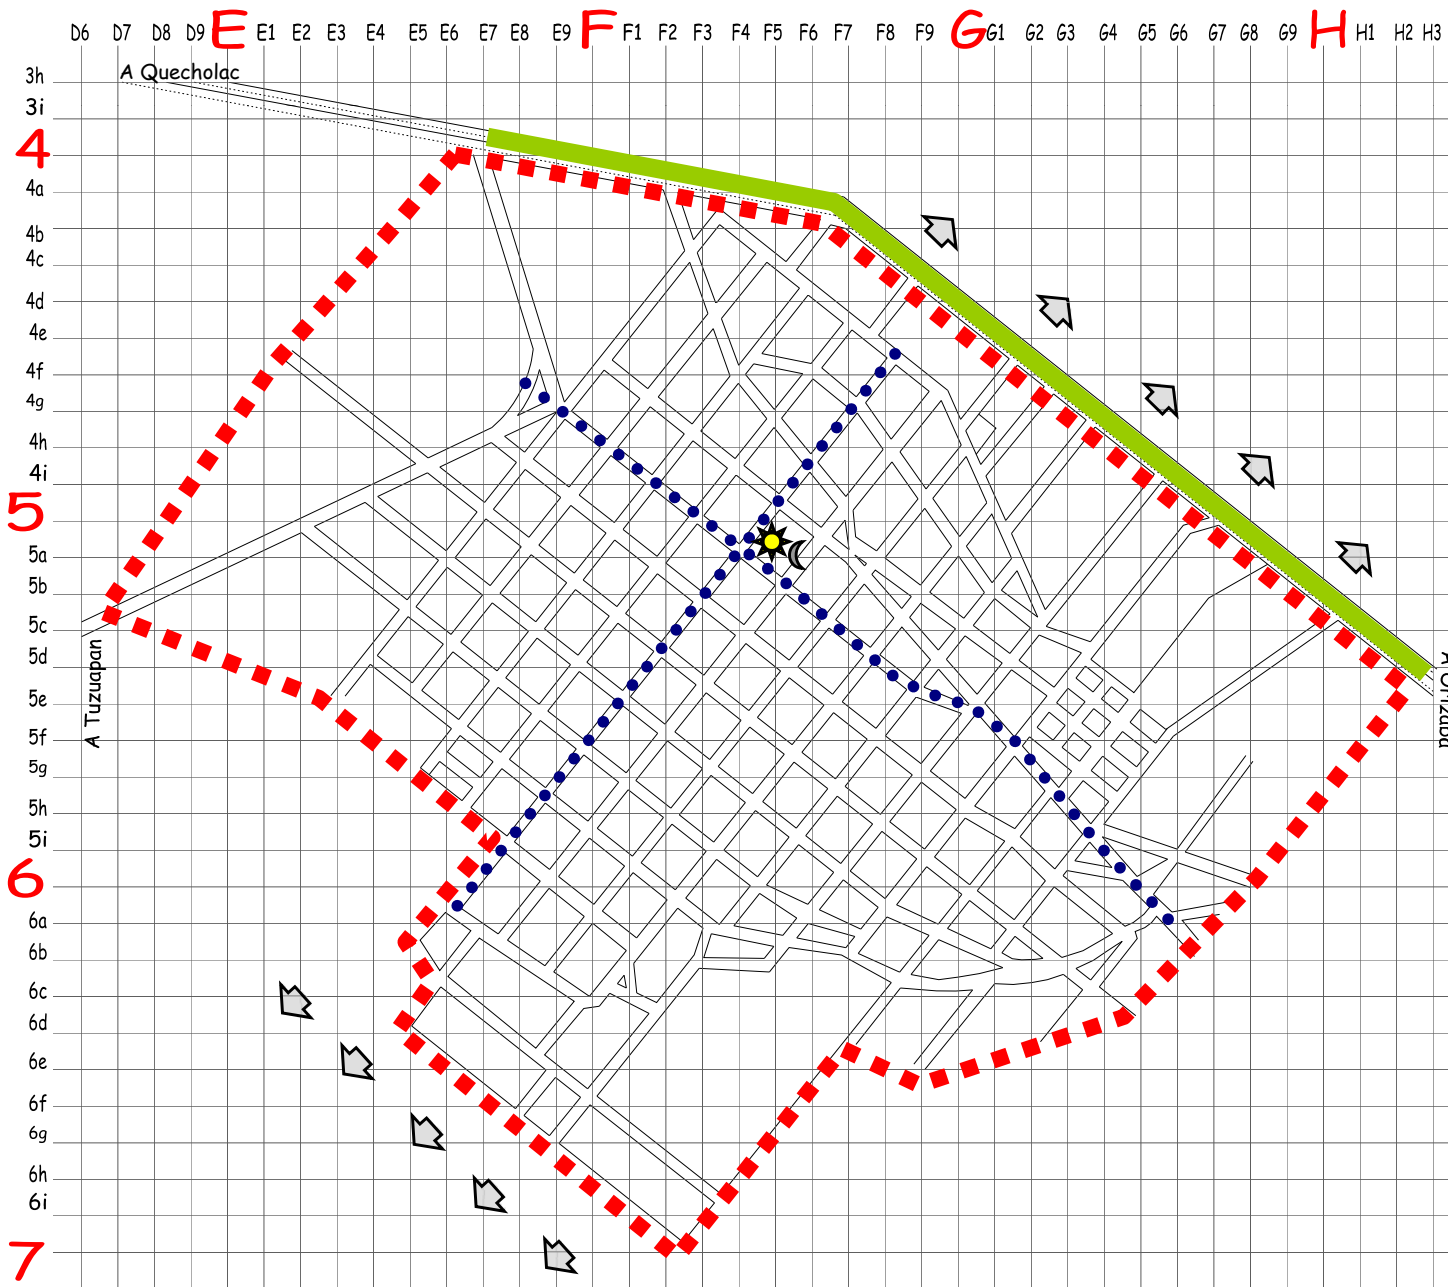 D6 D7 D8 D9 E E1 E2 E3 E4 E5 E6 E7 E8 E9 F F1 F2 F3 F4 F5 F6 F7 F8 F9 G G1 G2 G3 G4 G5 G6 G7 G8 G9 H H1 H2 H3
3h
A Quecholac
3i
4
4a
4b
4c
4d
4e
4f
4g
4h
4i
5
5a
5b
5c
5d
5e
5f
5g
5h
5i
6
6a
6b
6c
6d
6e
6f
6g
6h
6i
7
A Tuzuapan
A Orizaba